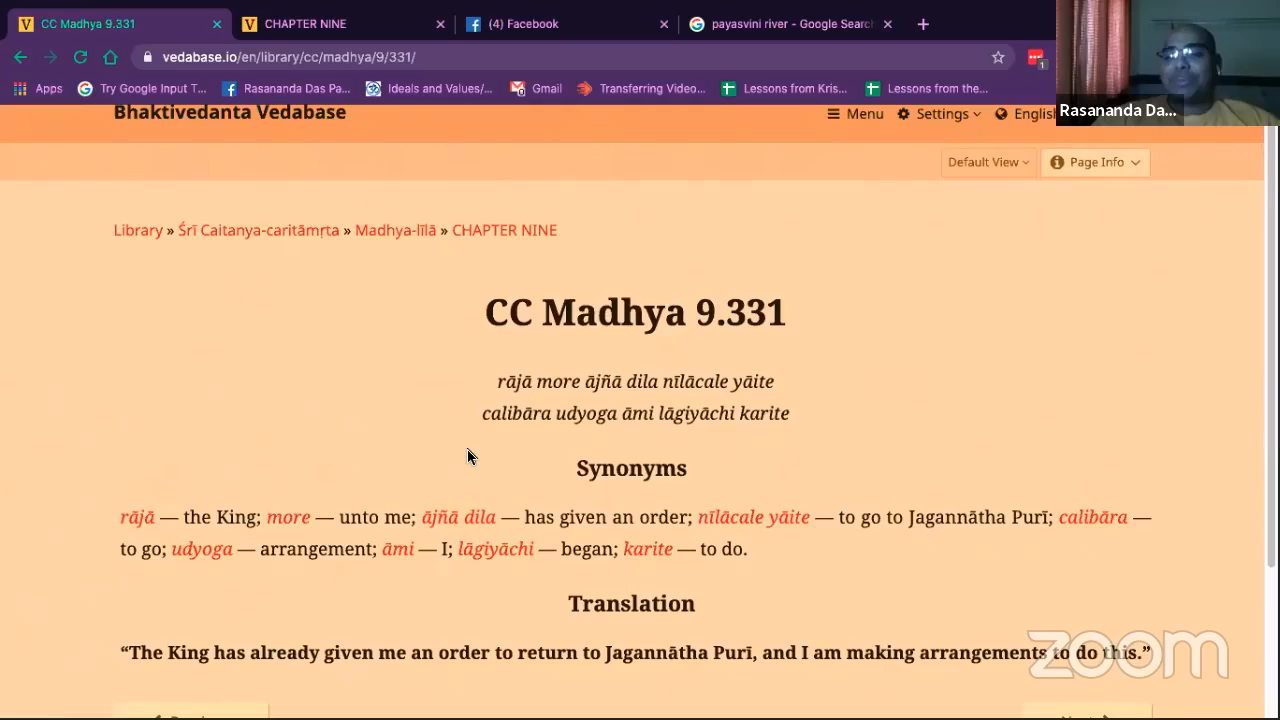 CC Madhya 9.331
CHAPTER NINE
(4) Facebook
payasvini river - Google Search
vedabase.io/en/library/cc/madhya/9/331/
Apps
Try Google Input T...
Rasananda Das Pa...
Ideals and Values/...
Gmail
Transferring Video...
Lessons from Kris...
Lessons from the...
Rasananda Da...
Bhaktivedanta Vedabase
Menu
Settings
English
Default View
Page Info
Library » Śrī Caitanya-caritāmṛta » Madhya-līlā » CHAPTER NINE
CC Madhya 9.331
rājā more ājñā dila nīlācale yāite
calibāra udyoga āmi lāgiyāchi karite
Synonyms
rājā — the King; more — unto me; ājñā dila — has given an order; nīlācale yāite — to go to Jagannātha Purī; calibāra —
to go; udyoga — arrangement; āmi — I; lāgiyāchi — began; karite — to do.
Translation
“The King has already given me an order to return to Jagannātha Purī, and I am making arrangements to do this.”
zoom